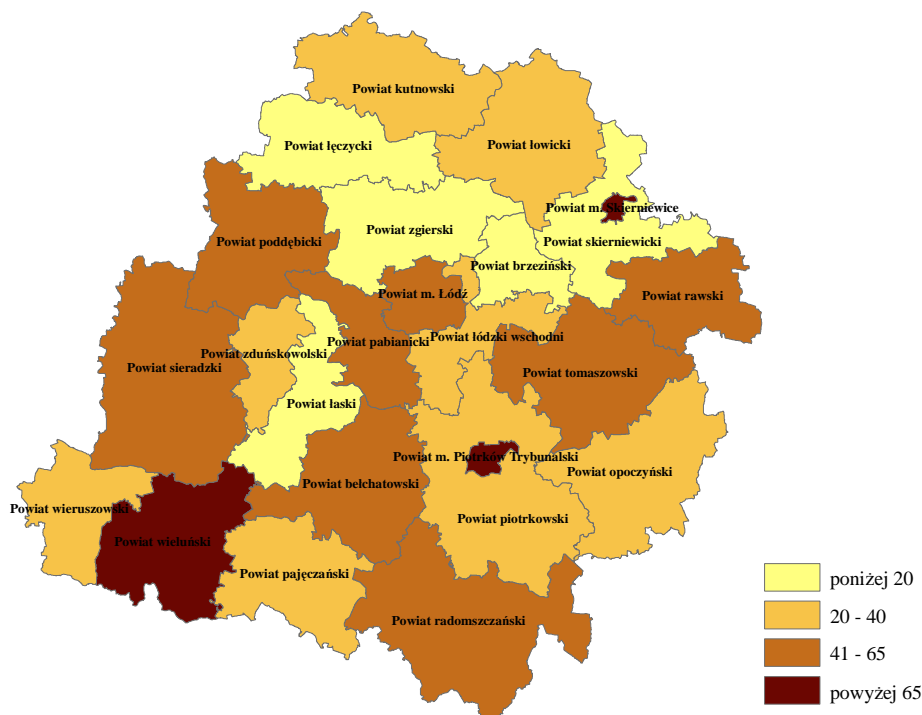 Powiat kutnowski
Powiat łęczycki
Powiat łowicki
Powiat m. Skierniewice
Powiat zgierski
Powiat poddębicki
Powiat skierniewicki
Powiat brzeziński
Powiat m. Łódź
Powiat rawski
Powiat łódzki wschodni
Powiat pabianicki
Powiat zduńskowolski
Powiat sieradzki
Powiat tomaszowski
Powiat łaski
Powiat m. Piotrków Trybunalski
Powiat opoczyński
Powiat bełchatowski
Powiat wieruszowski
Powiat piotrkowski
Powiat wieluński
Powiat pajęczański
Powiat radomszczański
poniżej 20
20 - 40
41 - 65
powyżej 65